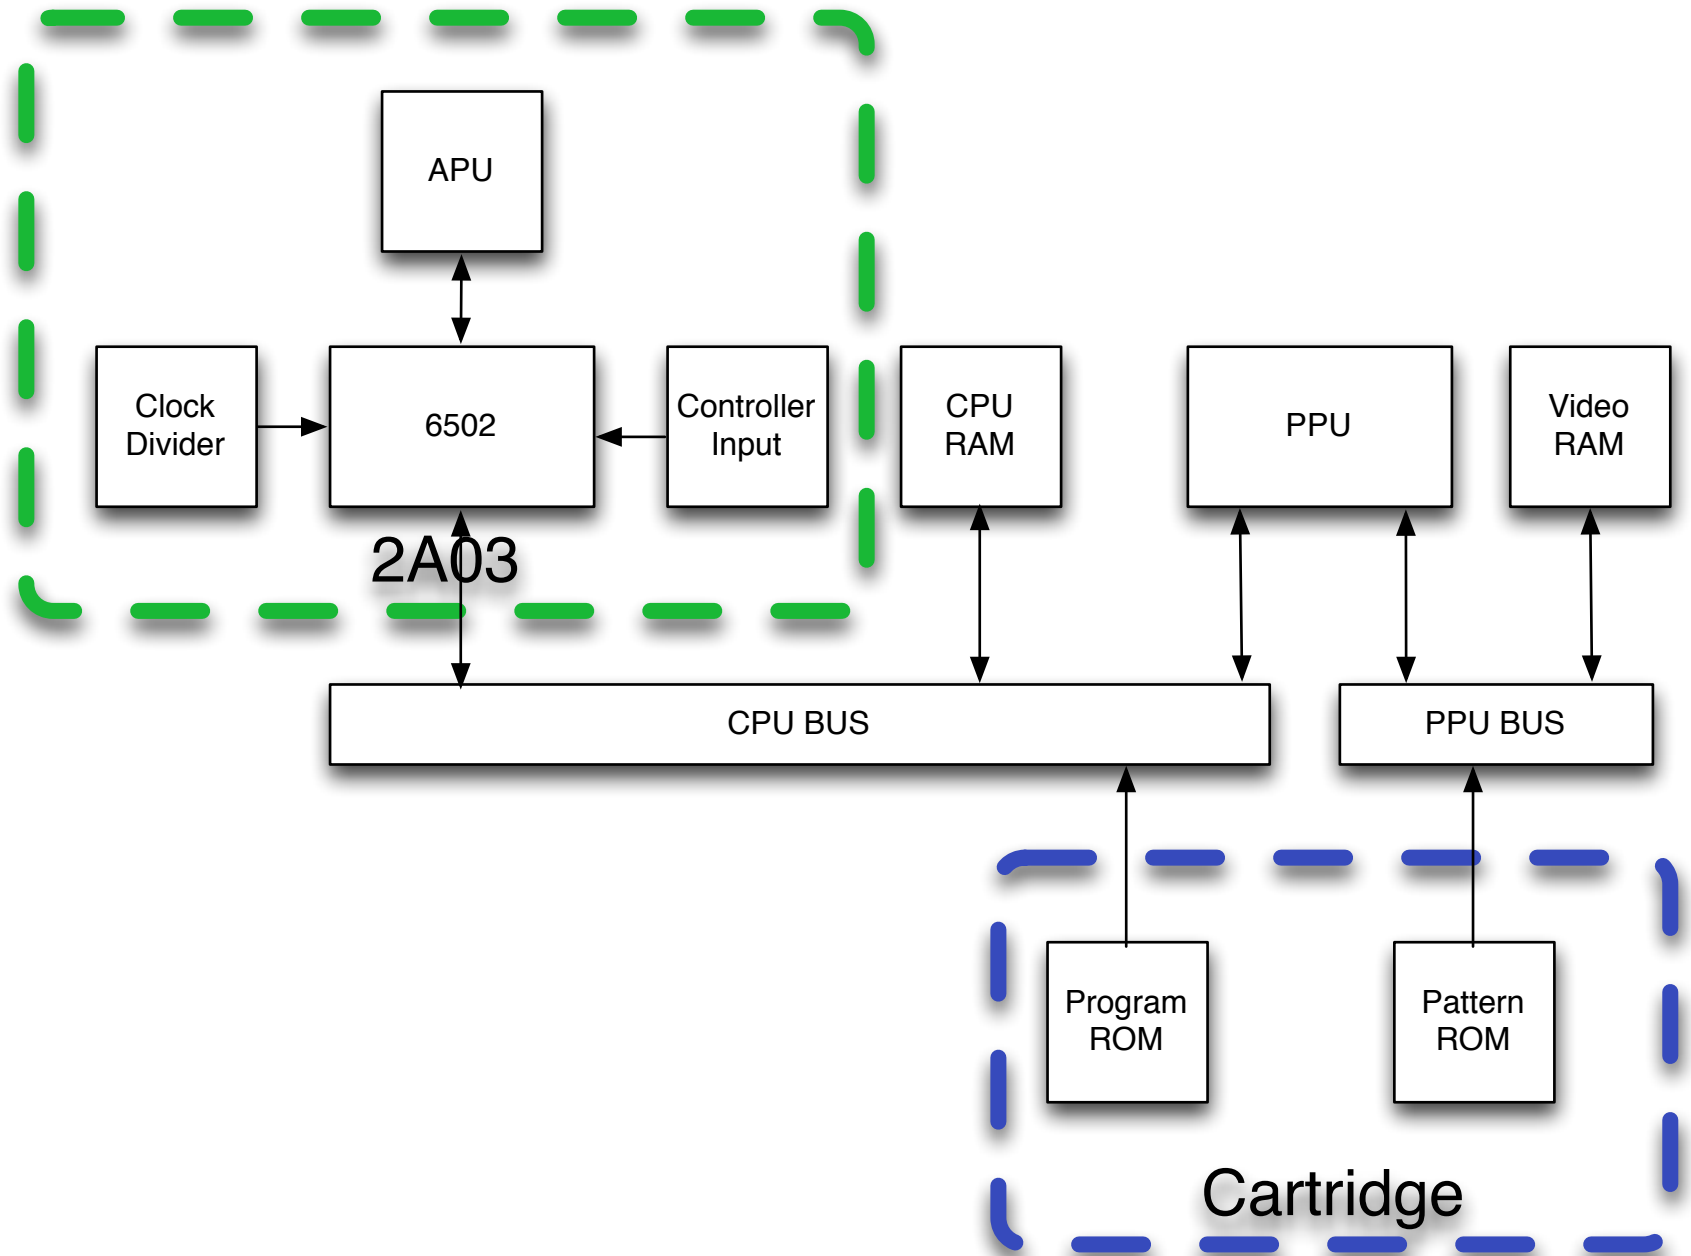 APU
Clock
Divider
6502
Controller
Input
CPU
RAM
PPU
Video
RAM
2A03
CPU BUS
PPU BUS
Program
ROM
Pattern
ROM
Cartridge